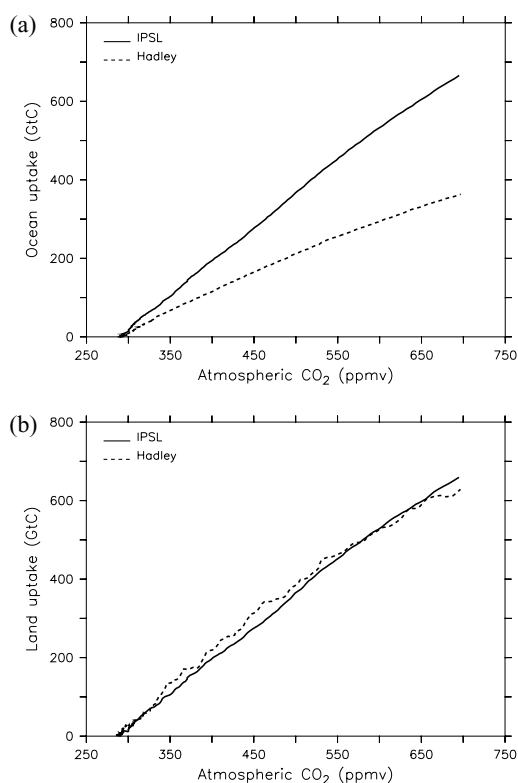 (a)
800
600
400
200
0
Ocean uptake (GtC)
IPSL
Hadley
250 350 450 550 650 750
Atmospheric CO₂ (ppmv)
(b)
800
600
400
200
0
Land uptake (GtC)
IPSL
Hadley
250 350 450 550 650 750
Atmospheric CO₂ (ppmv)